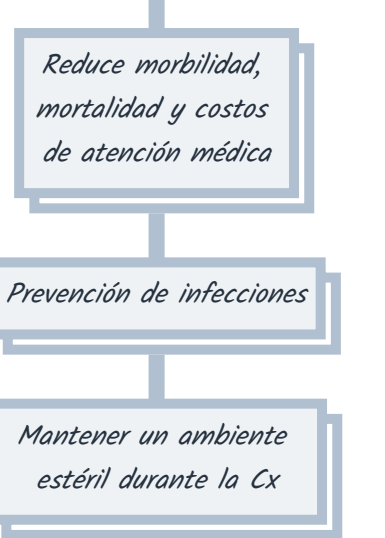 Reduce morbilidad,
mortalidad y costos
de atención médica
Prevención de infecciones
Mantener un ambiente
estéril durante la Cx